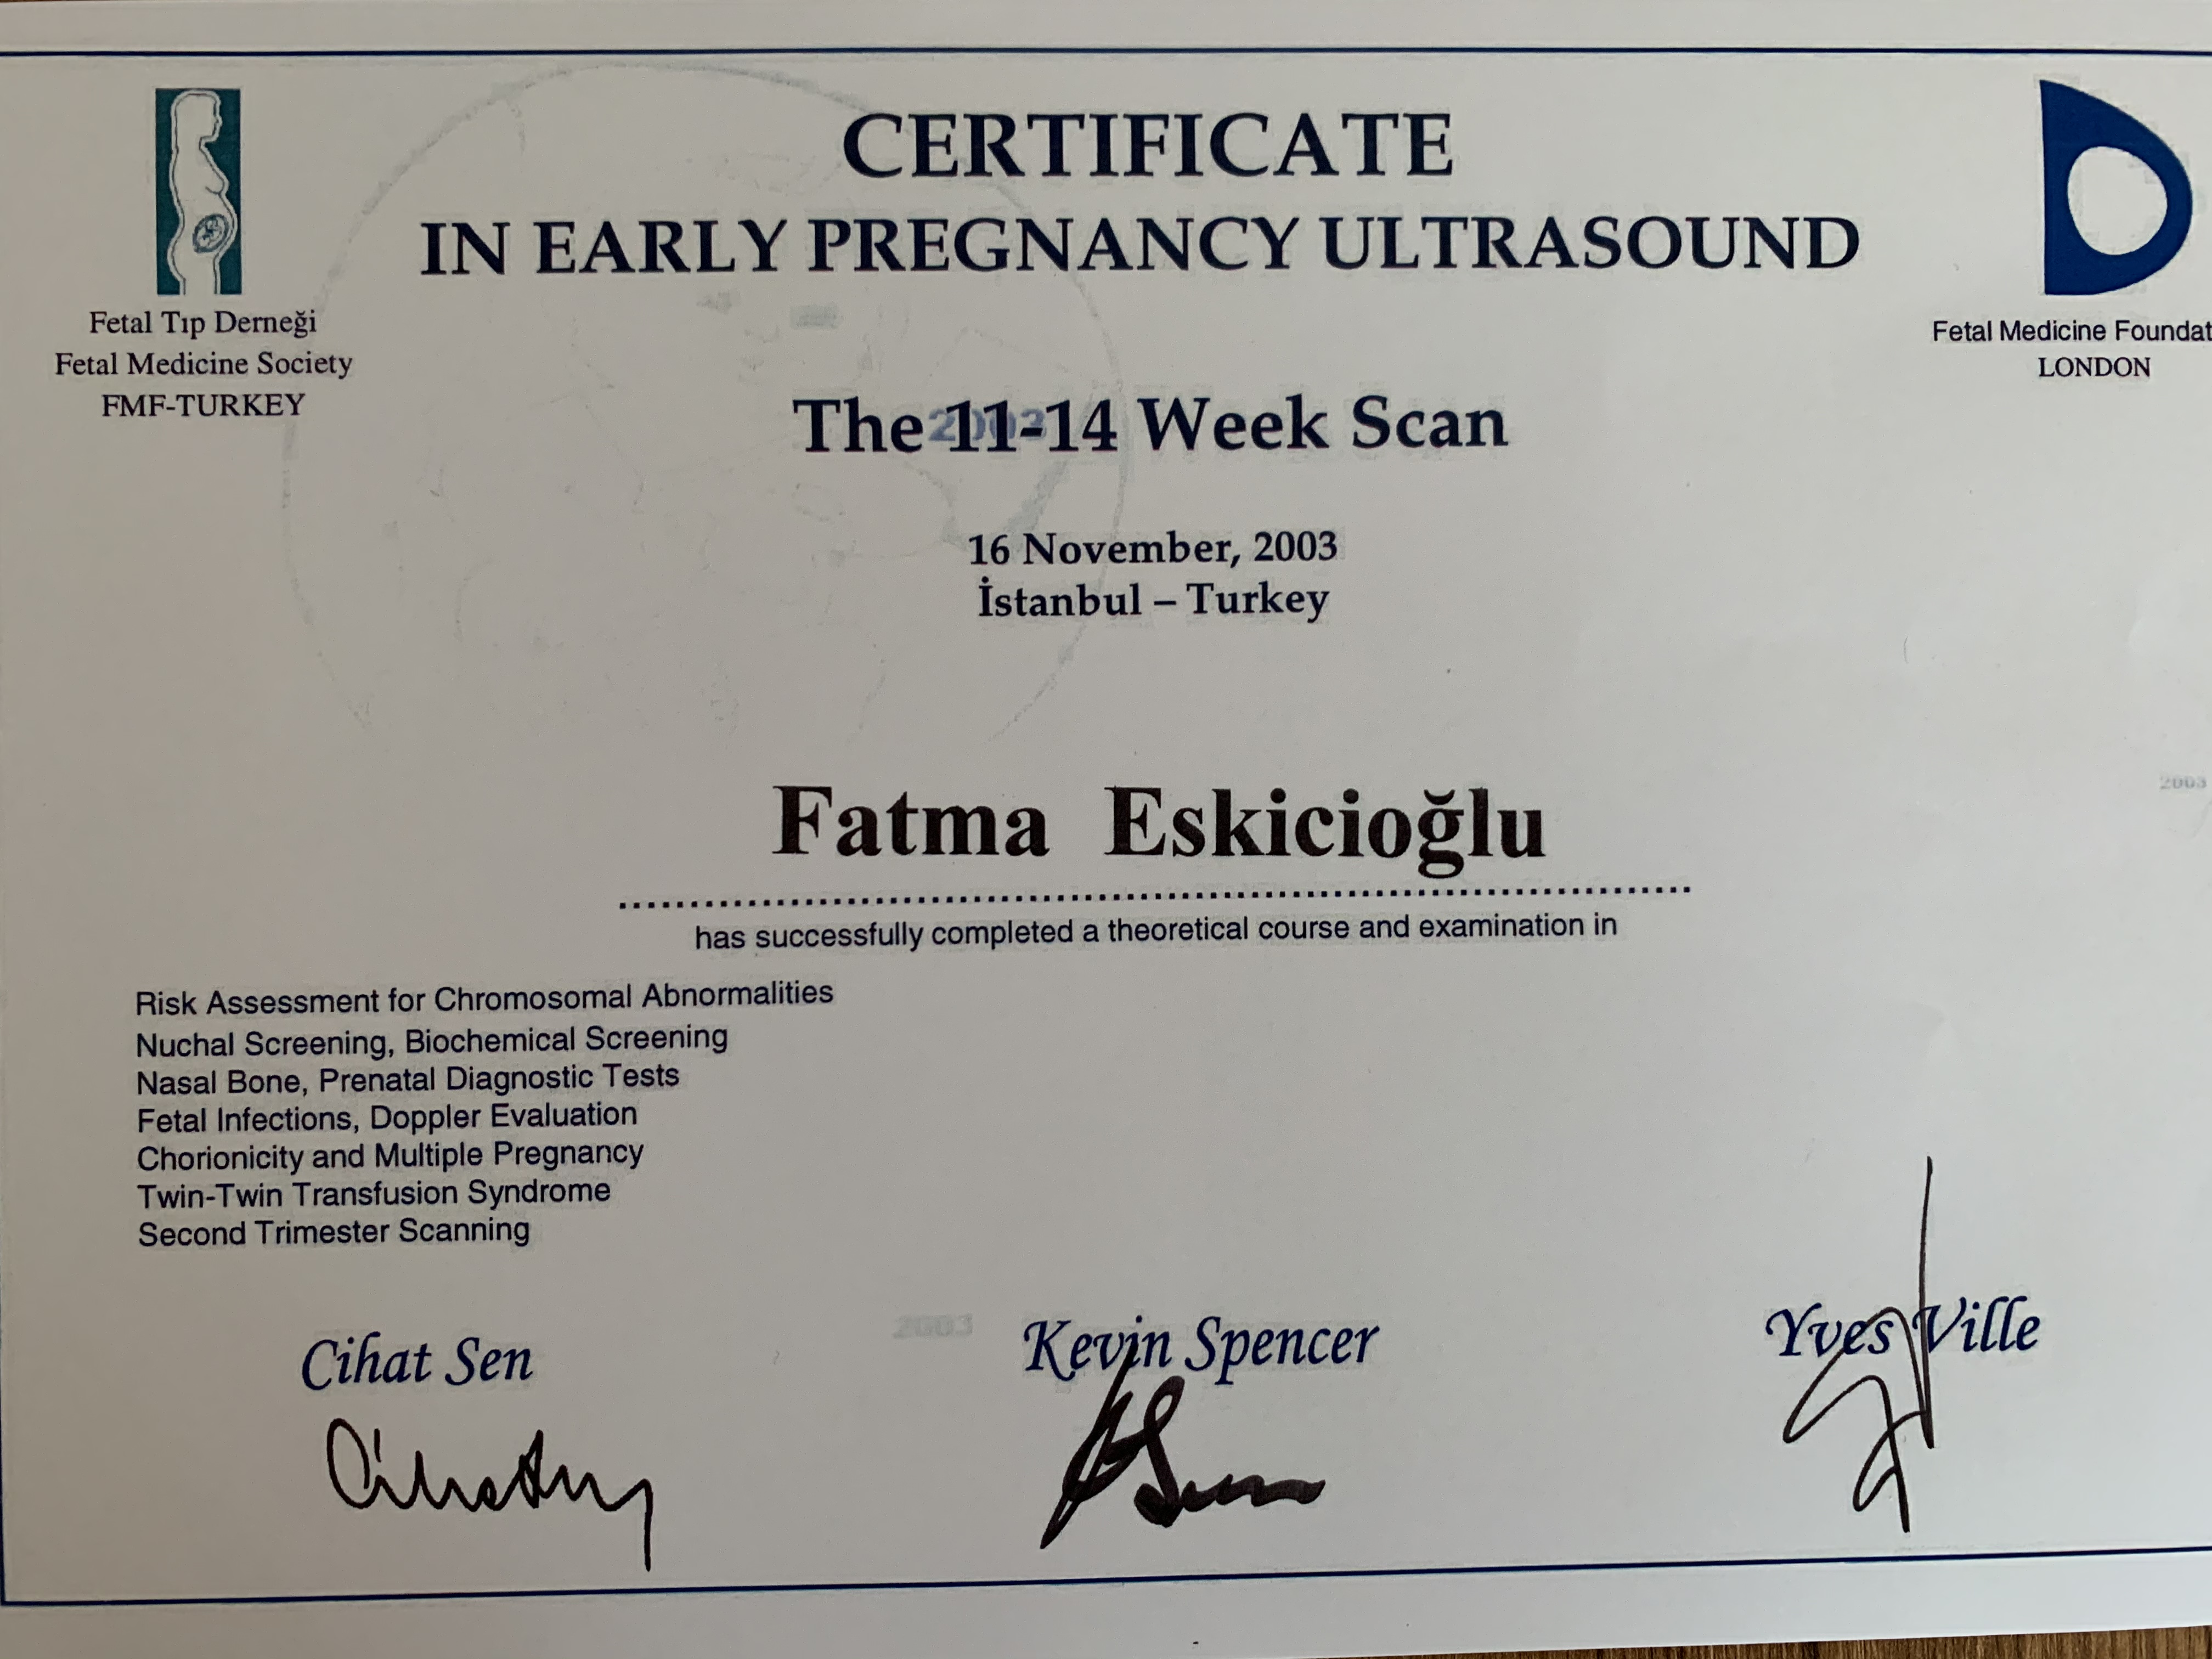 CERTIFICATE
IN EARLY PREGNANCY ULTRASOUND
Fetal Tıp Derneği
Fetal Medicine Society
FMF-TURKEY
Fetal Medicine Foundat
LONDON
The 11-14 Week Scan
2003
16 November, 2003
İstanbul – Turkey
2003
Fatma Eskicioğlu
has successfully completed a theoretical course and examination in
Risk Assessment for Chromosomal Abnormalities
Nuchal Screening, Biochemical Screening
Nasal Bone, Prenatal Diagnostic Tests
Fetal Infections, Doppler Evaluation
Chorionicity and Multiple Pregnancy
Twin-Twin Transfusion Syndrome
Second Trimester Scanning
2003
Cihat Sen
Kevin Spencer
Yves Ville